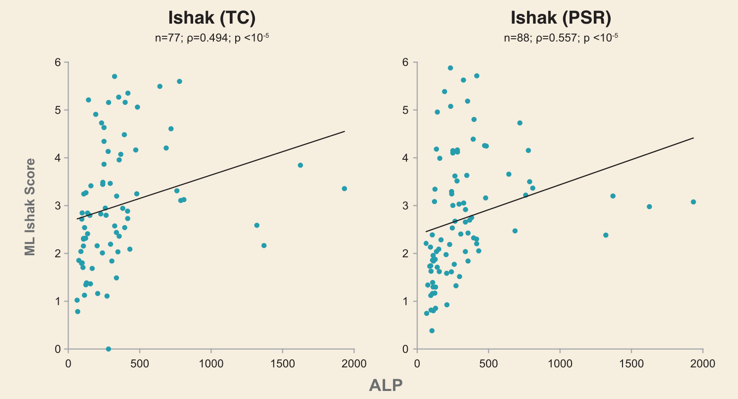 Ishak (TC)
n=77; ρ=0.494; p <10⁻⁵
Ishak (PSR)
n=88; ρ=0.557; p <10⁻⁵
ML Ishak Score
6
5
4
3
2
1
0
0 500 1000 1500 2000
6
5
4
3
2
1
0
0 500 1000 1500 2000
ALP